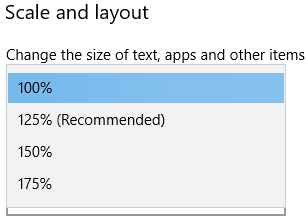 Scale and layout
Change the size of text, apps and other items
100%
125% (Recommended)
150%
175%